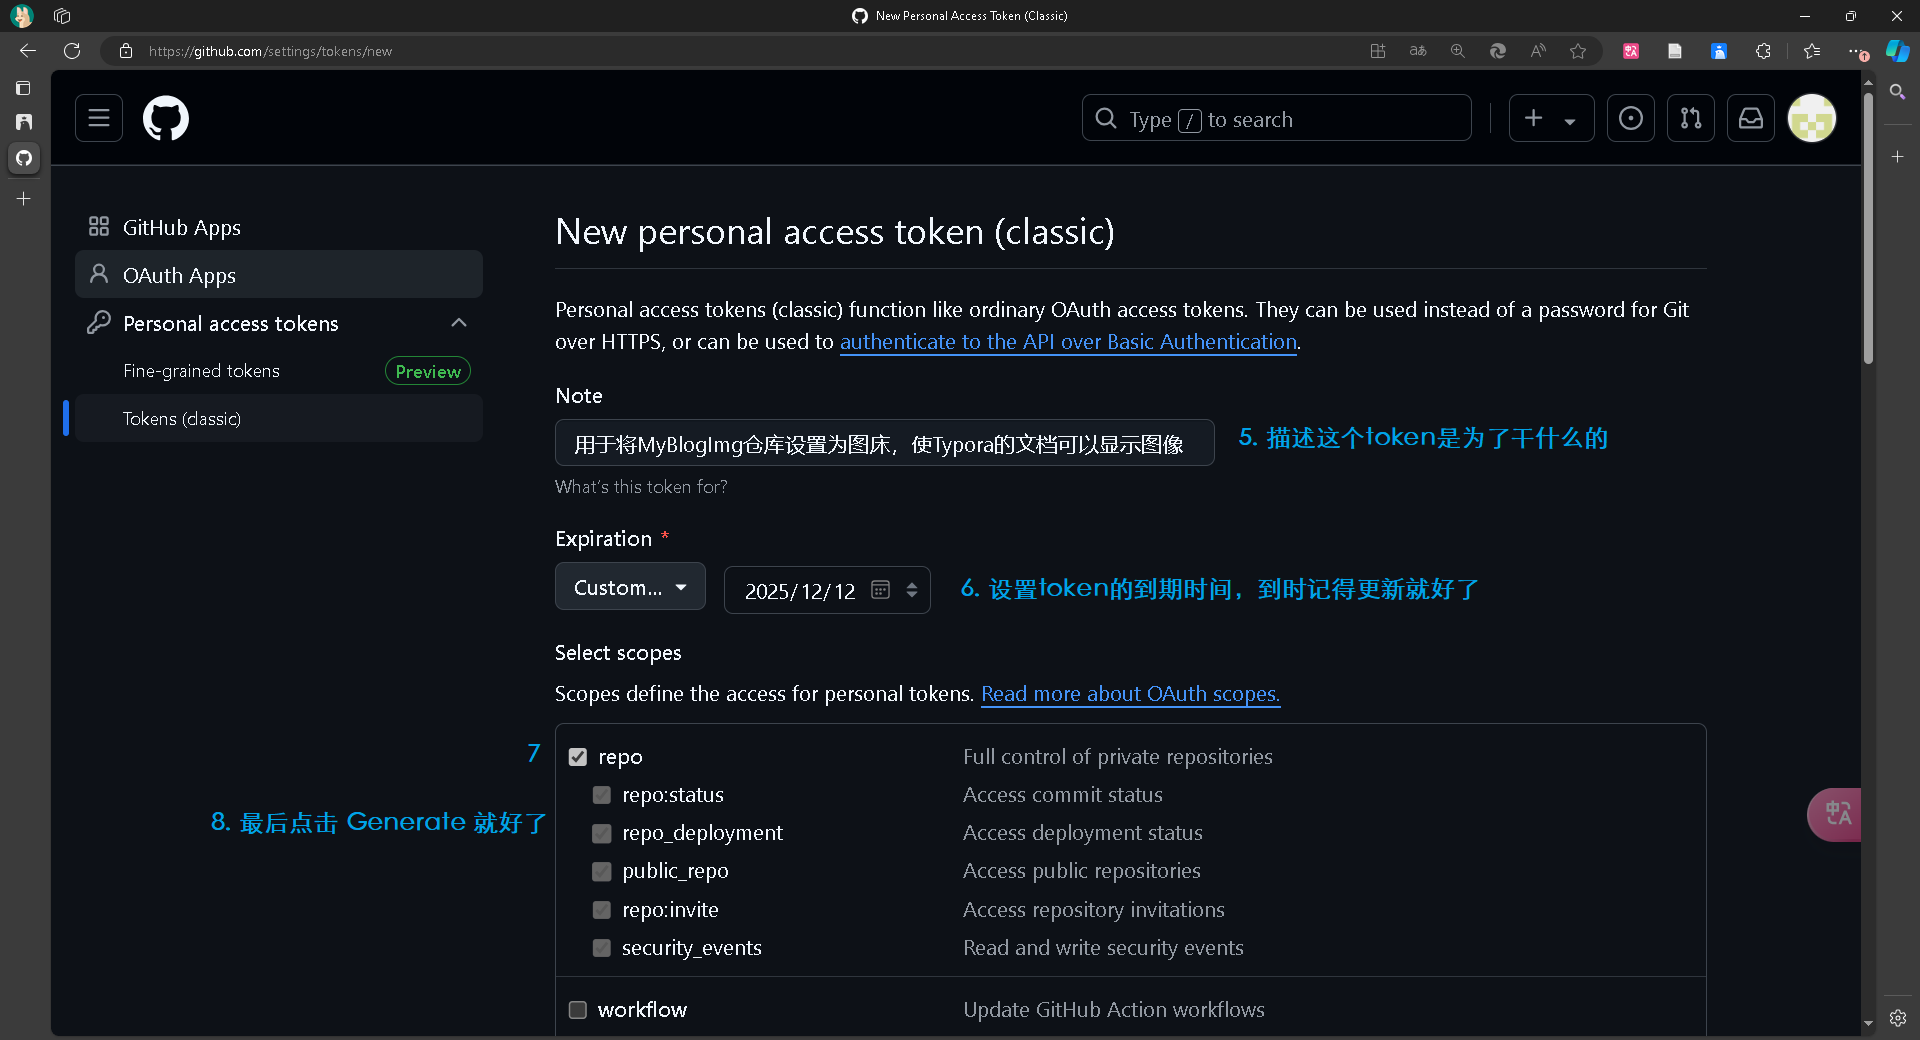 New Personal Access Token (Classic)
https://github.com/settings/tokens/new
Type / to search
GitHub Apps
OAuth Apps
Personal access tokens
Fine-grained tokens
Preview
Tokens (classic)
New personal access token (classic)
Personal access tokens (classic) function like ordinary OAuth access tokens. They can be used instead of a password for Git
over HTTPS, or can be used to authenticate to the API over Basic Authentication.
Note
用于将MyBlogImg仓库设置为图床，使Typora的文档可以显示图像
5. 描述这个token是为了干什么的
What's this token for?
Expiration *
Custom...
2025/12/12
6. 设置token的到期时间，到时记得更新就好了
Select scopes
Scopes define the access for personal tokens. Read more about OAuth scopes.
7
repo
Full control of private repositories
repo:status
Access commit status
8. 最后点击 Generate 就好了
repo_deployment
Access deployment status
public_repo
Access public repositories
repo:invite
Access repository invitations
security_events
Read and write security events
workflow
Update GitHub Action workflows